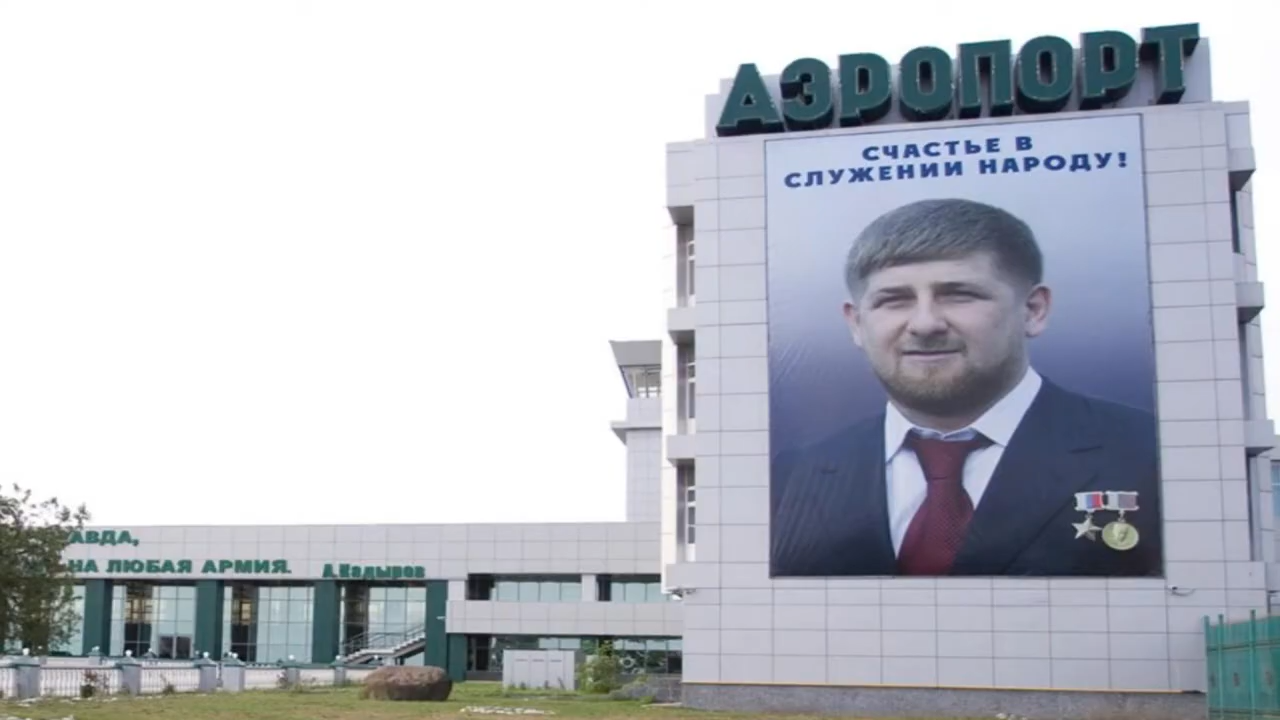 АЭРОПОРТ
СЧАСТЬЕ В
СЛУЖЕНИИ НАРОДУ!
АВДА,
НА ЛЮБАЯ АРМИЯ.
А.Кадыров